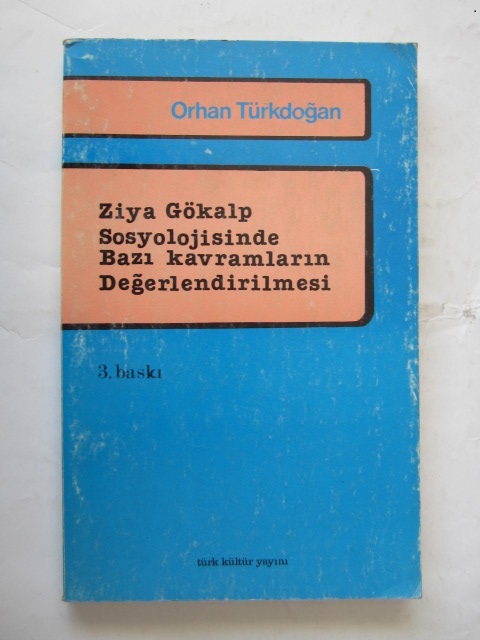 Orhan Türkdoğan
Ziya Gökalp
Sosyolojisinde
Bazı kavramların
Değerlendirilmesi
3. baskı
türk kültür yayını